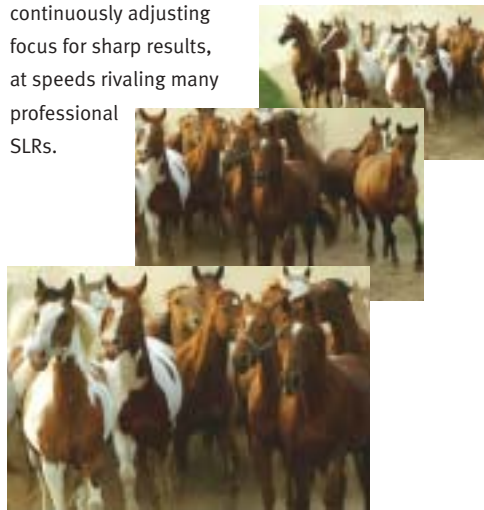 continuously adjusting
focus for sharp results,
at speeds rivaling many
professional
SLRs.